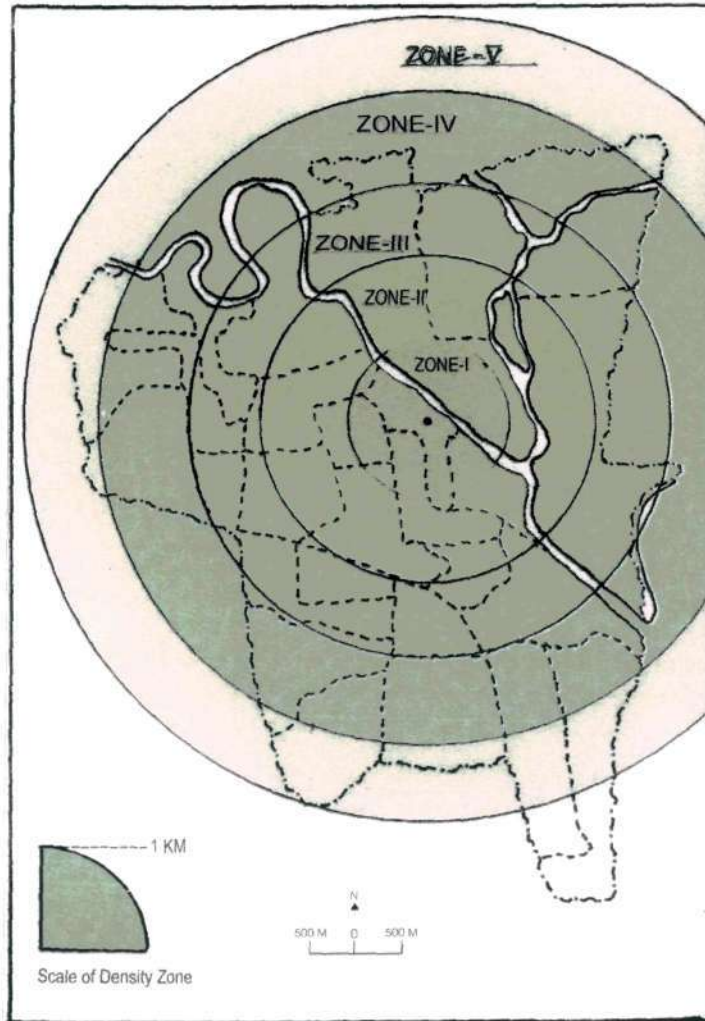 ZONE-V
ZONE-IV
ZONE-III
ZONE-II
ZONE-I
1 KM
N
500 M 0 500 M
Scale of Density Zone